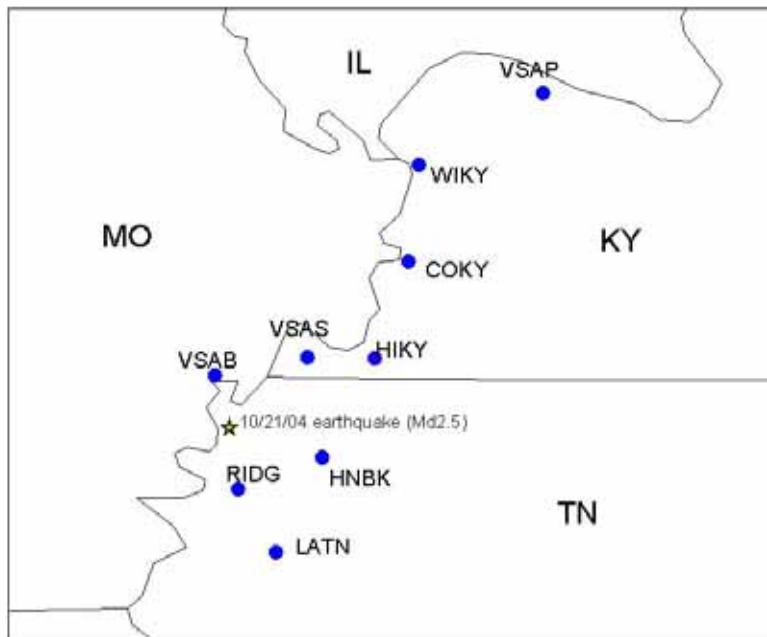 IL
VSAP
WIKY
MO
KY
COKY
VSAS
HIKY
VSAB
10/21/04 earthquake (Md2.5)
RIDG
HNBK
TN
LATN